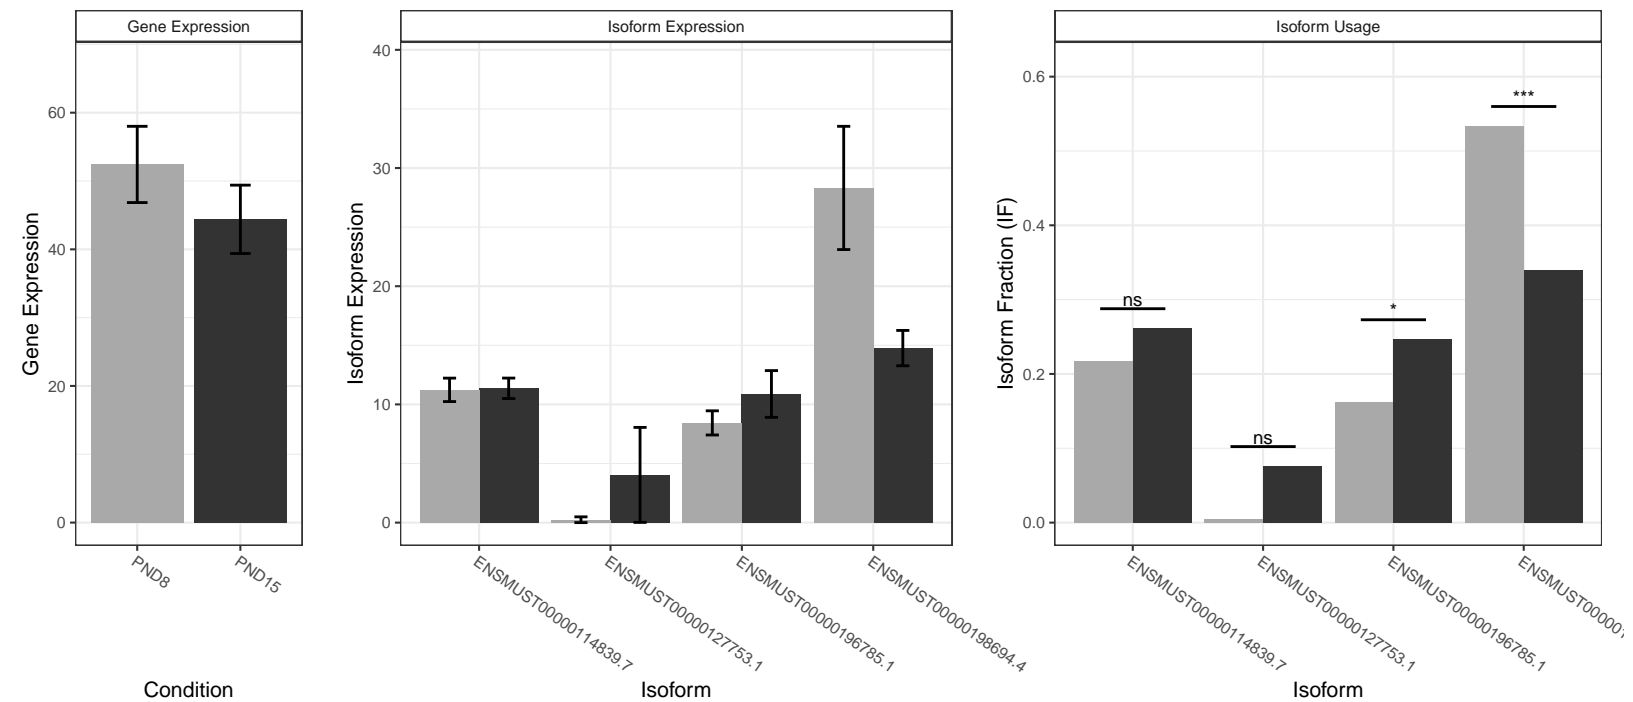 Gene Expression
Isoform Expression
Isoform Usage
Gene Expression
60
40
20
0
PND8
PND15
Condition
Isoform Expression
40
30
20
10
0
ENSMUST00000114839.7
ENSMUST00000127753.1
ENSMUST00000196785.1
ENSMUST00000198694.4
Isoform
Isoform Fraction (IF)
0.6
0.4
0.2
0.0
ns
ns
*
***
ENSMUST00000114839.7
ENSMUST00000127753.1
ENSMUST00000196785.1
ENSMUST00000
Isoform